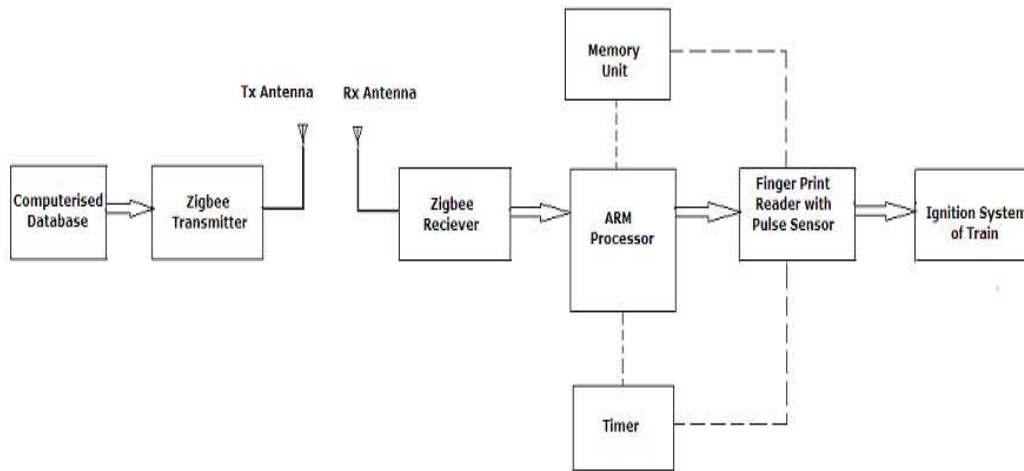 Memory
Unit
Tx Antenna
Rx Antenna
Computerised
Database
Zigbee
Transmitter
Zigbee
Reciever
ARM
Processor
Finger Print
Reader with
Pulse Sensor
Ignition System
of Train
Timer